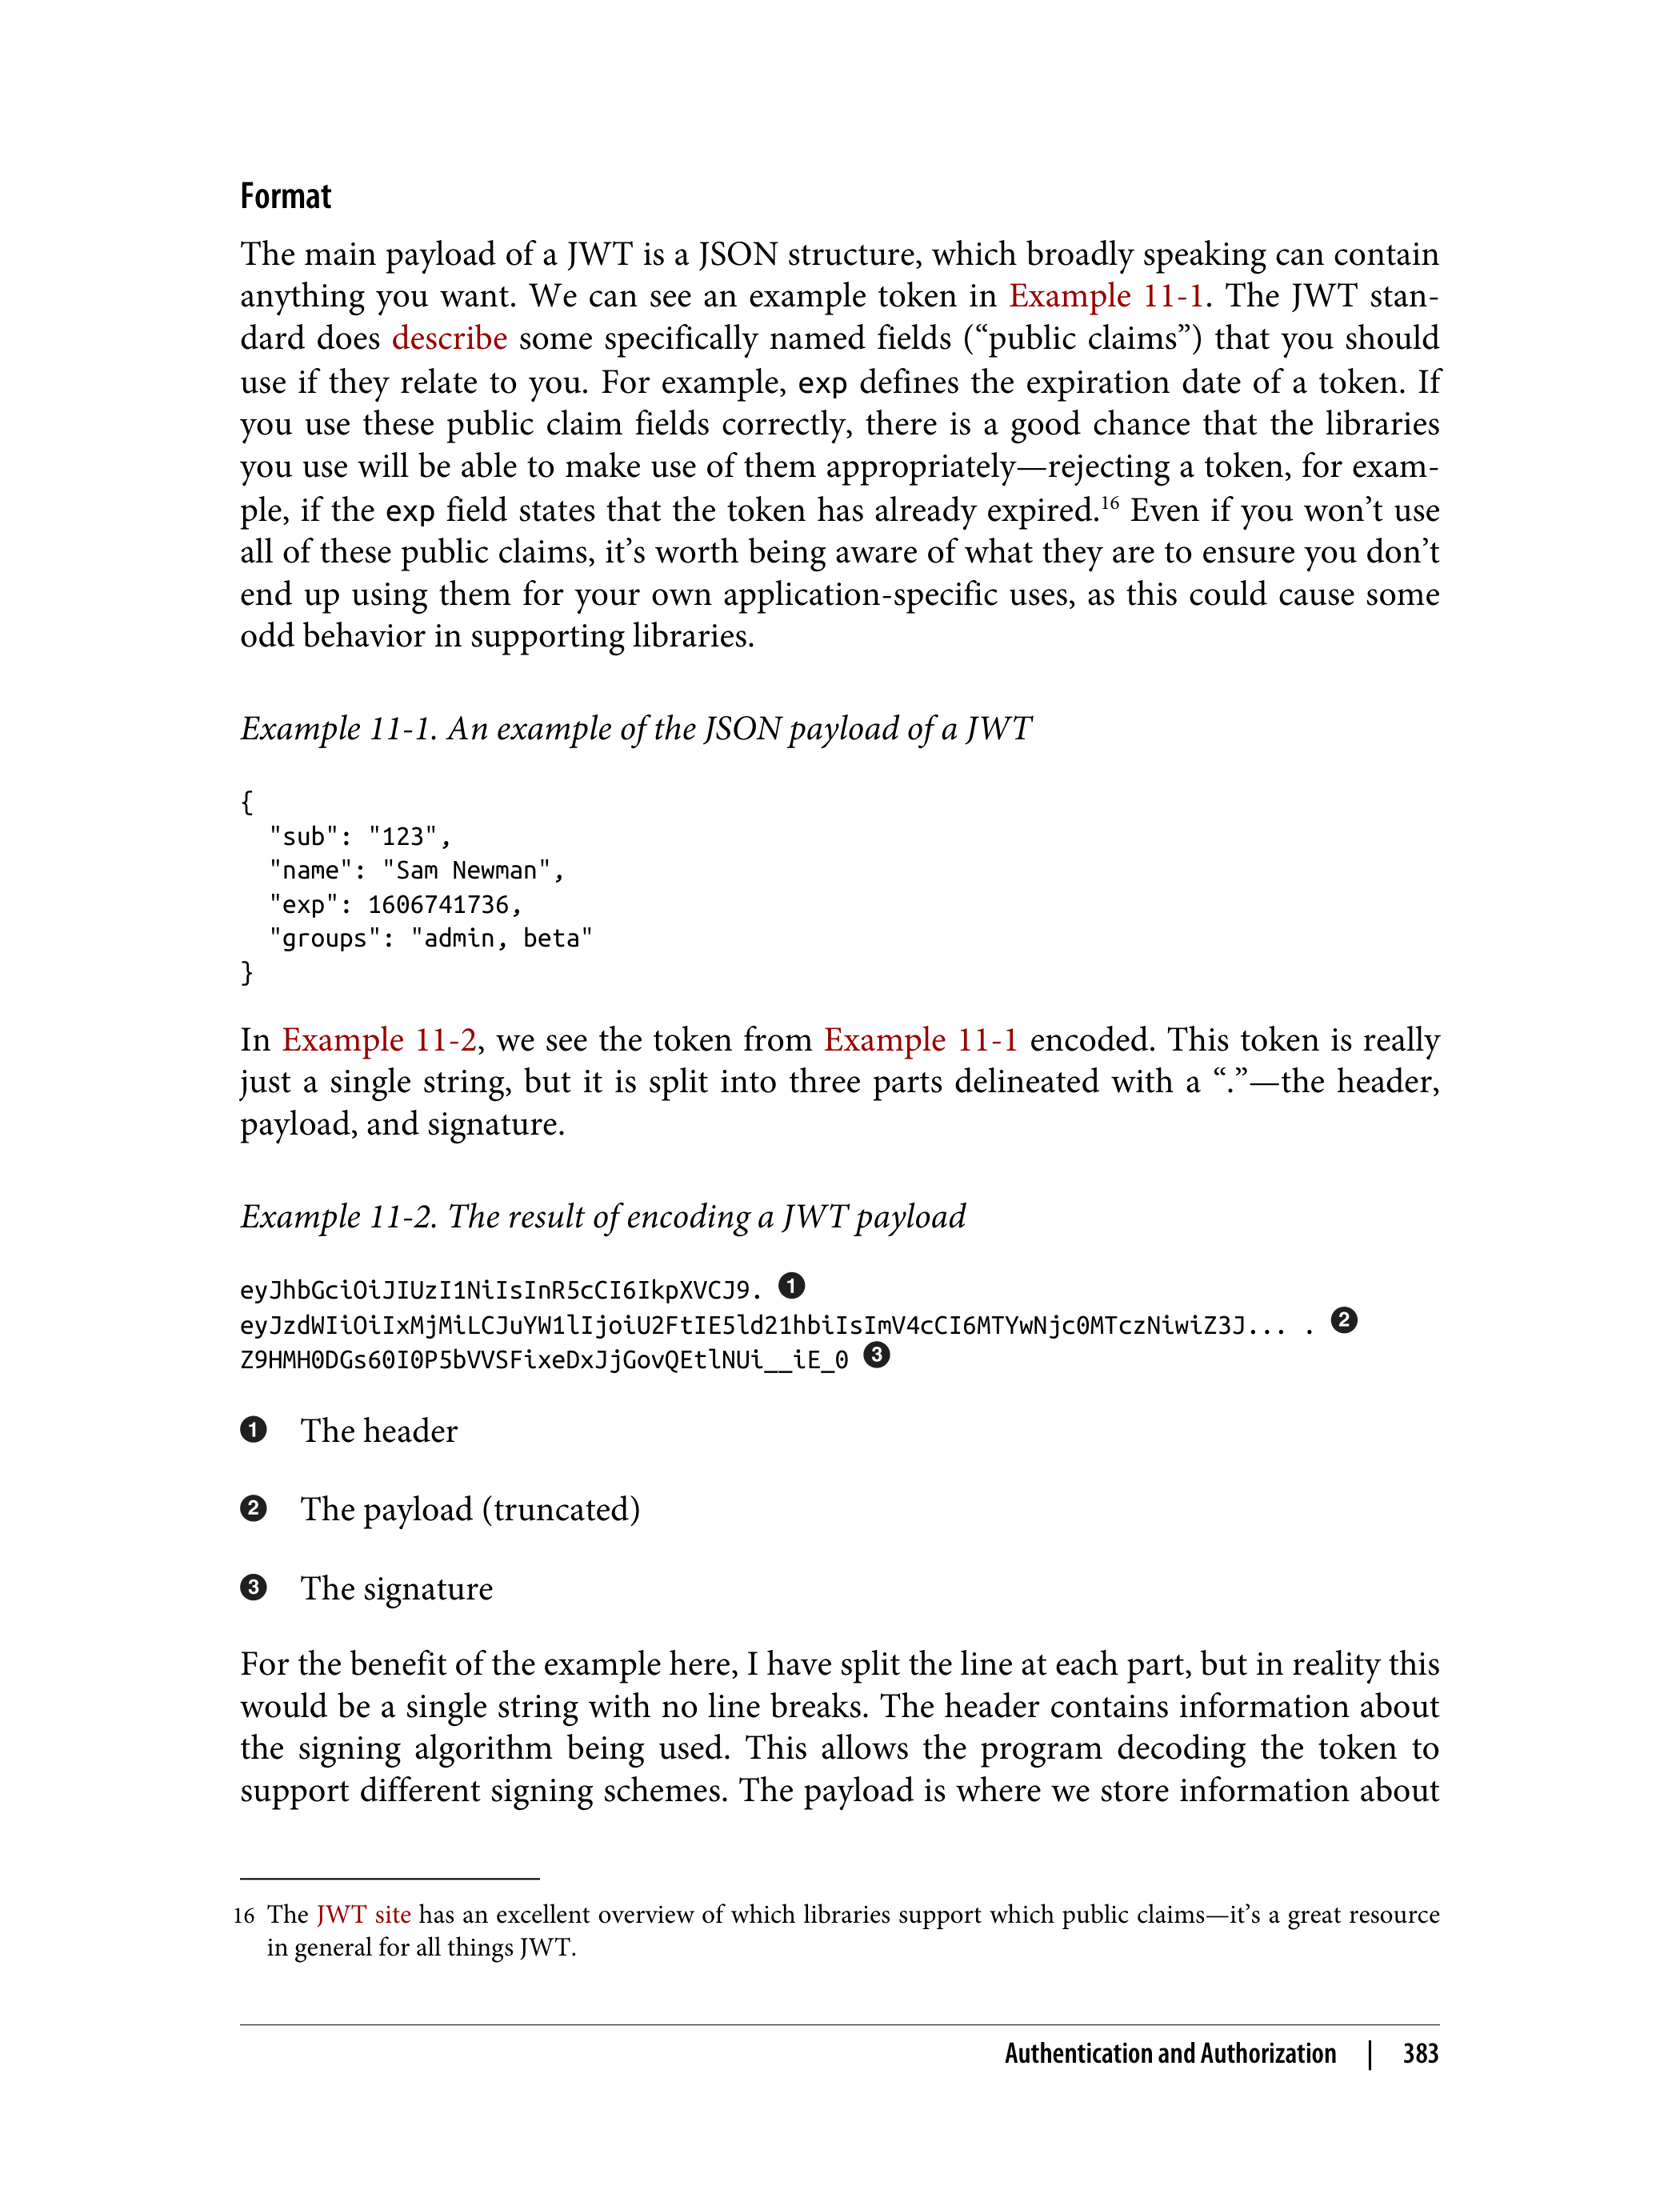 Format
The main payload of a JWT is a JSON structure, which broadly speaking can contain
anything you want. We can see an example token in Example 11-1. The JWT stan-
dard does describe some specifically named fields (“public claims”) that you should
use if they relate to you. For example, exp defines the expiration date of a token. If
you use these public claim fields correctly, there is a good chance that the libraries
you use will be able to make use of them appropriately—rejecting a token, for exam-
ple, if the exp field states that the token has already expired.16 Even if you won’t use
all of these public claims, it’s worth being aware of what they are to ensure you don’t
end up using them for your own application-specific uses, as this could cause some
odd behavior in supporting libraries.
Example 11-1. An example of the JSON payload of a JWT
{
  "sub": "123",
  "name": "Sam Newman",
  "exp": 1606741736,
  "groups": "admin, beta"
}
In Example 11-2, we see the token from Example 11-1 encoded. This token is really
just a single string, but it is split into three parts delineated with a “.”—the header,
payload, and signature.
Example 11-2. The result of encoding a JWT payload
eyJhbGciOiJIUzI1NiIsInR5cCI6IkpXVCJ9. ❶
eyJzdWIiOiIxMjMiLCJuYW1lIjoiU2FtIE5ld21hbiIsImV4cCI6MTYwNjc0MTczNiwiZ3J... . ❷
Z9HMH0DGs60I0P5bVVSFixeDxJjGovQEtlNUi__iE_0 ❸
❶ The header
❷ The payload (truncated)
❸ The signature
For the benefit of the example here, I have split the line at each part, but in reality this
would be a single string with no line breaks. The header contains information about
the signing algorithm being used. This allows the program decoding the token to
support different signing schemes. The payload is where we store information about
16 The JWT site has an excellent overview of which libraries support which public claims—it’s a great resource
in general for all things JWT.
Authentication and Authorization | 383